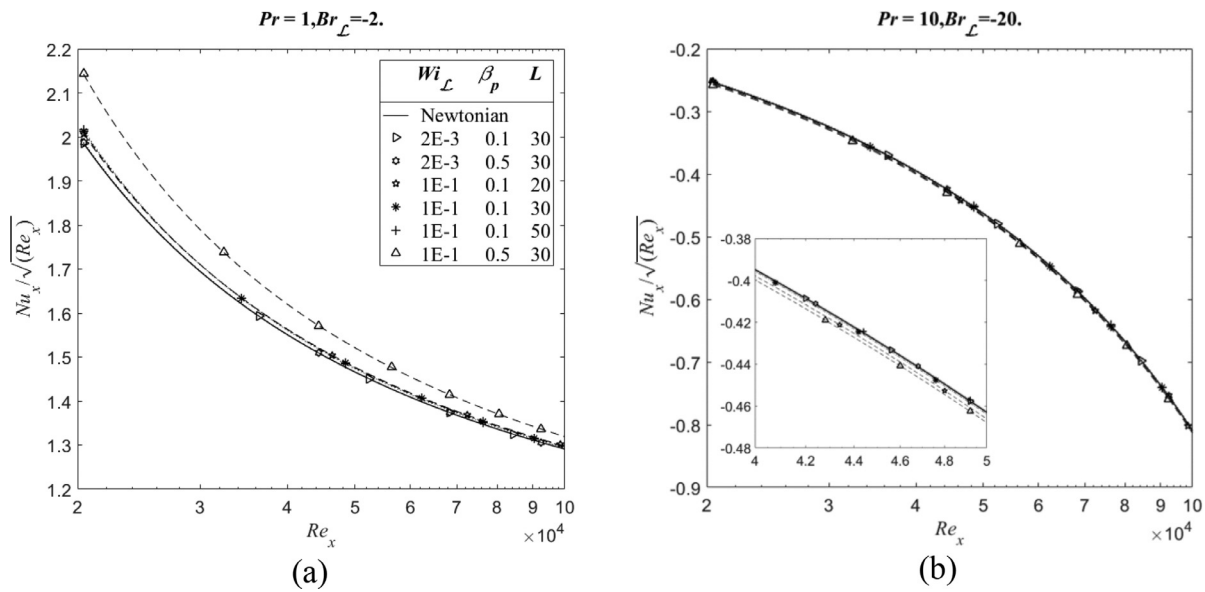 Pr = 1,Br_ℒ=-2.
2.2
2.1
2
1.9
1.8
1.7
1.6
1.5
1.4
1.3
1.2
Nu_x/√(Re_x)
Wi_ℒ β_p L
Newtonian
2E-3 0.1 30
2E-3 0.5 30
1E-1 0.1 20
1E-1 0.1 30
1E-1 0.1 50
1E-1 0.5 30
2 3 4 5 6 7 8 9 10
×10^4
Re_x
(a)
Pr = 10,Br_ℒ=-20.
-0.2
-0.3
-0.4
-0.5
-0.6
-0.7
-0.8
-0.9
Nu_x/√(Re_x)
-0.38
-0.4
-0.42
-0.44
-0.46
-0.48
4 4.2 4.4 4.6 4.8 5
2 3 4 5 6 7 8 9 10
×10^4
Re_x
(b)